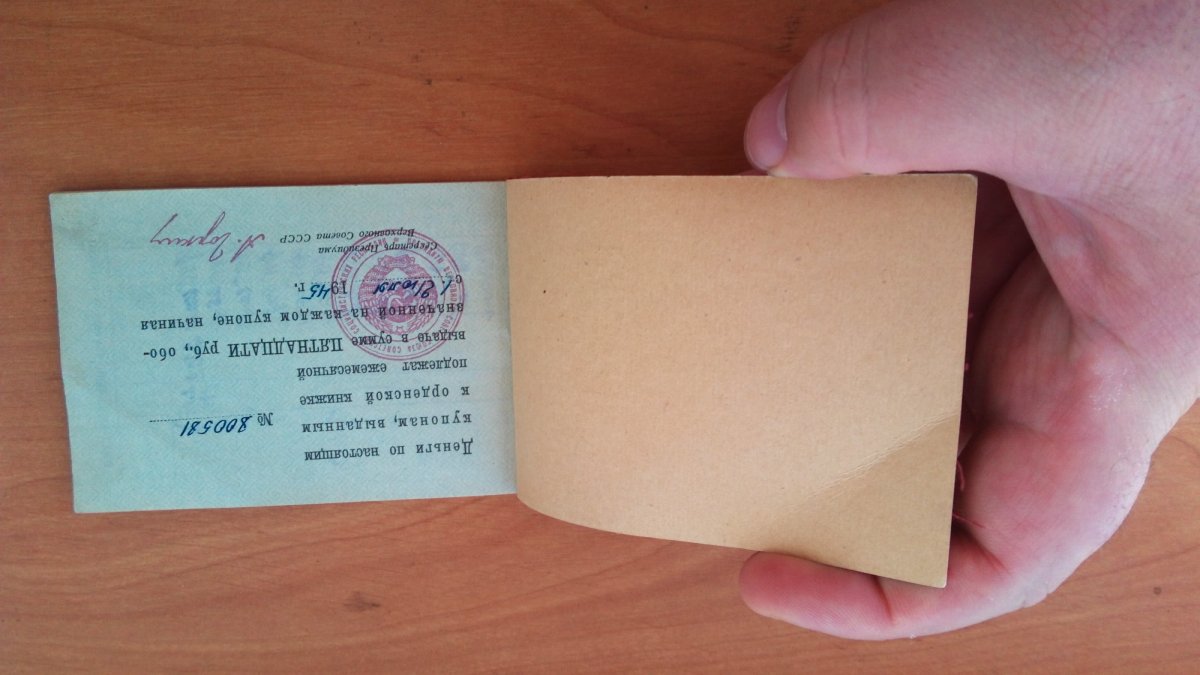 Деньги по настоящим
купонам, выданным
к орденской книжке
№ 800581
подлежат ежемесячной
выдаче в сумме ПЯТНАДЦАТИ руб., обо-
значенной на каждом купоне, начиная
с 1. Июля 1945 г.
Секретарь Президиума
Верховного Совета СССР
А. Горкин